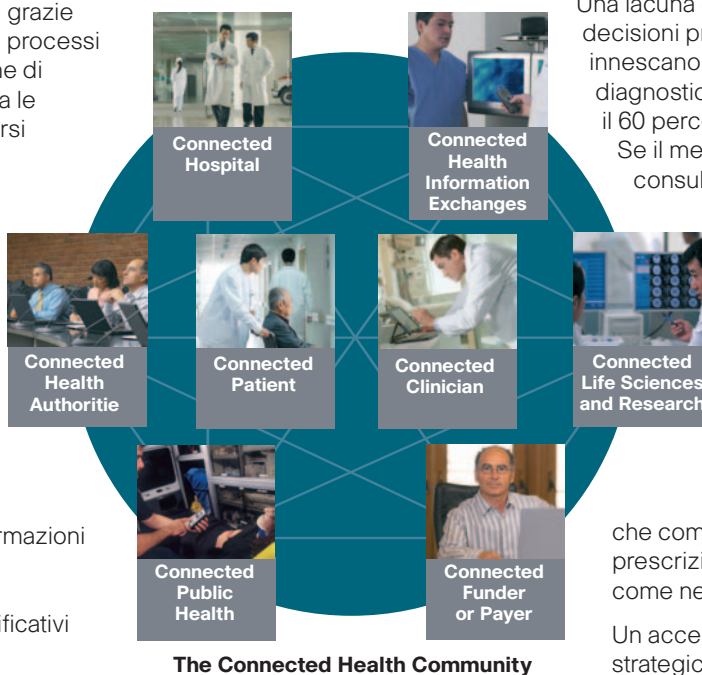 grazie
processi
ne di
a le
rsi
Una lacuna
decisioni pr
innescano
diagnostic
il 60 perc
Se il me
consul
Connected
Hospital
Connected
Health
Information
Exchanges
Connected
Health
Authoritie
Connected
Patient
Connected
Clinician
Connected
Life Sciences
and Research
rmazioni
ificativi
Connected
Public
Health
Connected
Funder
or Payer
che com
prescrizi
come ne
Un acce
strategic
The Connected Health Community